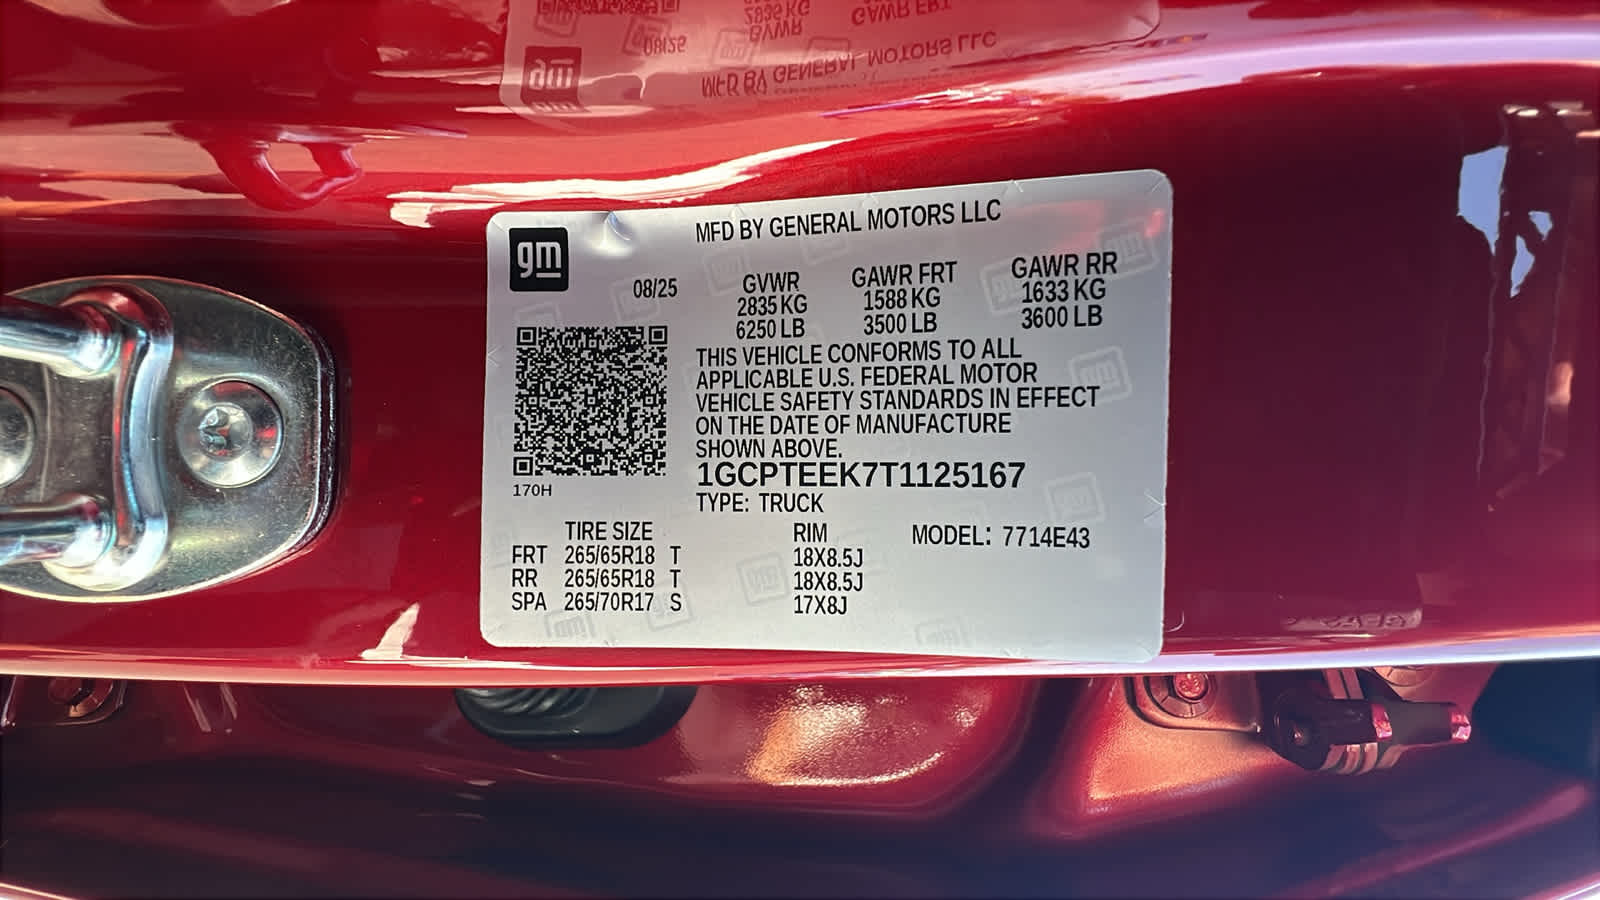 MFD BY GENERAL MOTORS LLC
gm
08/25
GVWR
2835 KG
6250 LB
GAWR FRT
1588 KG
3500 LB
GAWR RR
1633 KG
3600 LB
THIS VEHICLE CONFORMS TO ALL
APPLICABLE U.S. FEDERAL MOTOR
VEHICLE SAFETY STANDARDS IN EFFECT
ON THE DATE OF MANUFACTURE
SHOWN ABOVE.
1GCPTEEK7T1125167
170H
TYPE: TRUCK
TIRE SIZE RIM MODEL: 7714E43
FRT 265/65R18 T 18X8.5J
RR 265/65R18 T 18X8.5J
SPA 265/70R17 S 17X8J